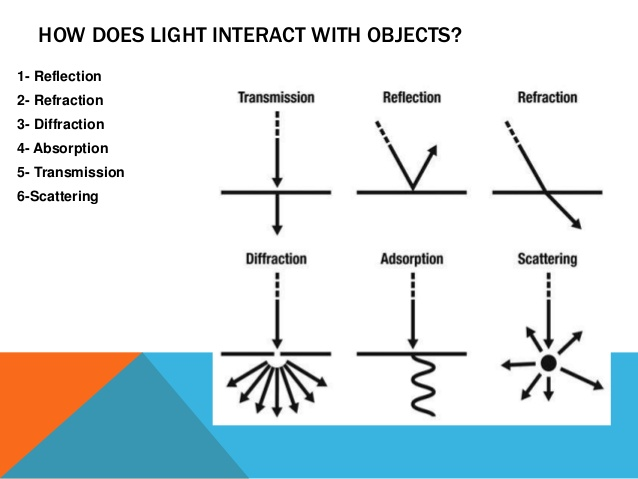 HOW DOES LIGHT INTERACT WITH OBJECTS?
1- Reflection
2- Refraction
3- Diffraction
4- Absorption
5- Transmission
6-Scattering
Transmission
Reflection
Refraction
Diffraction
Adsorption
Scattering